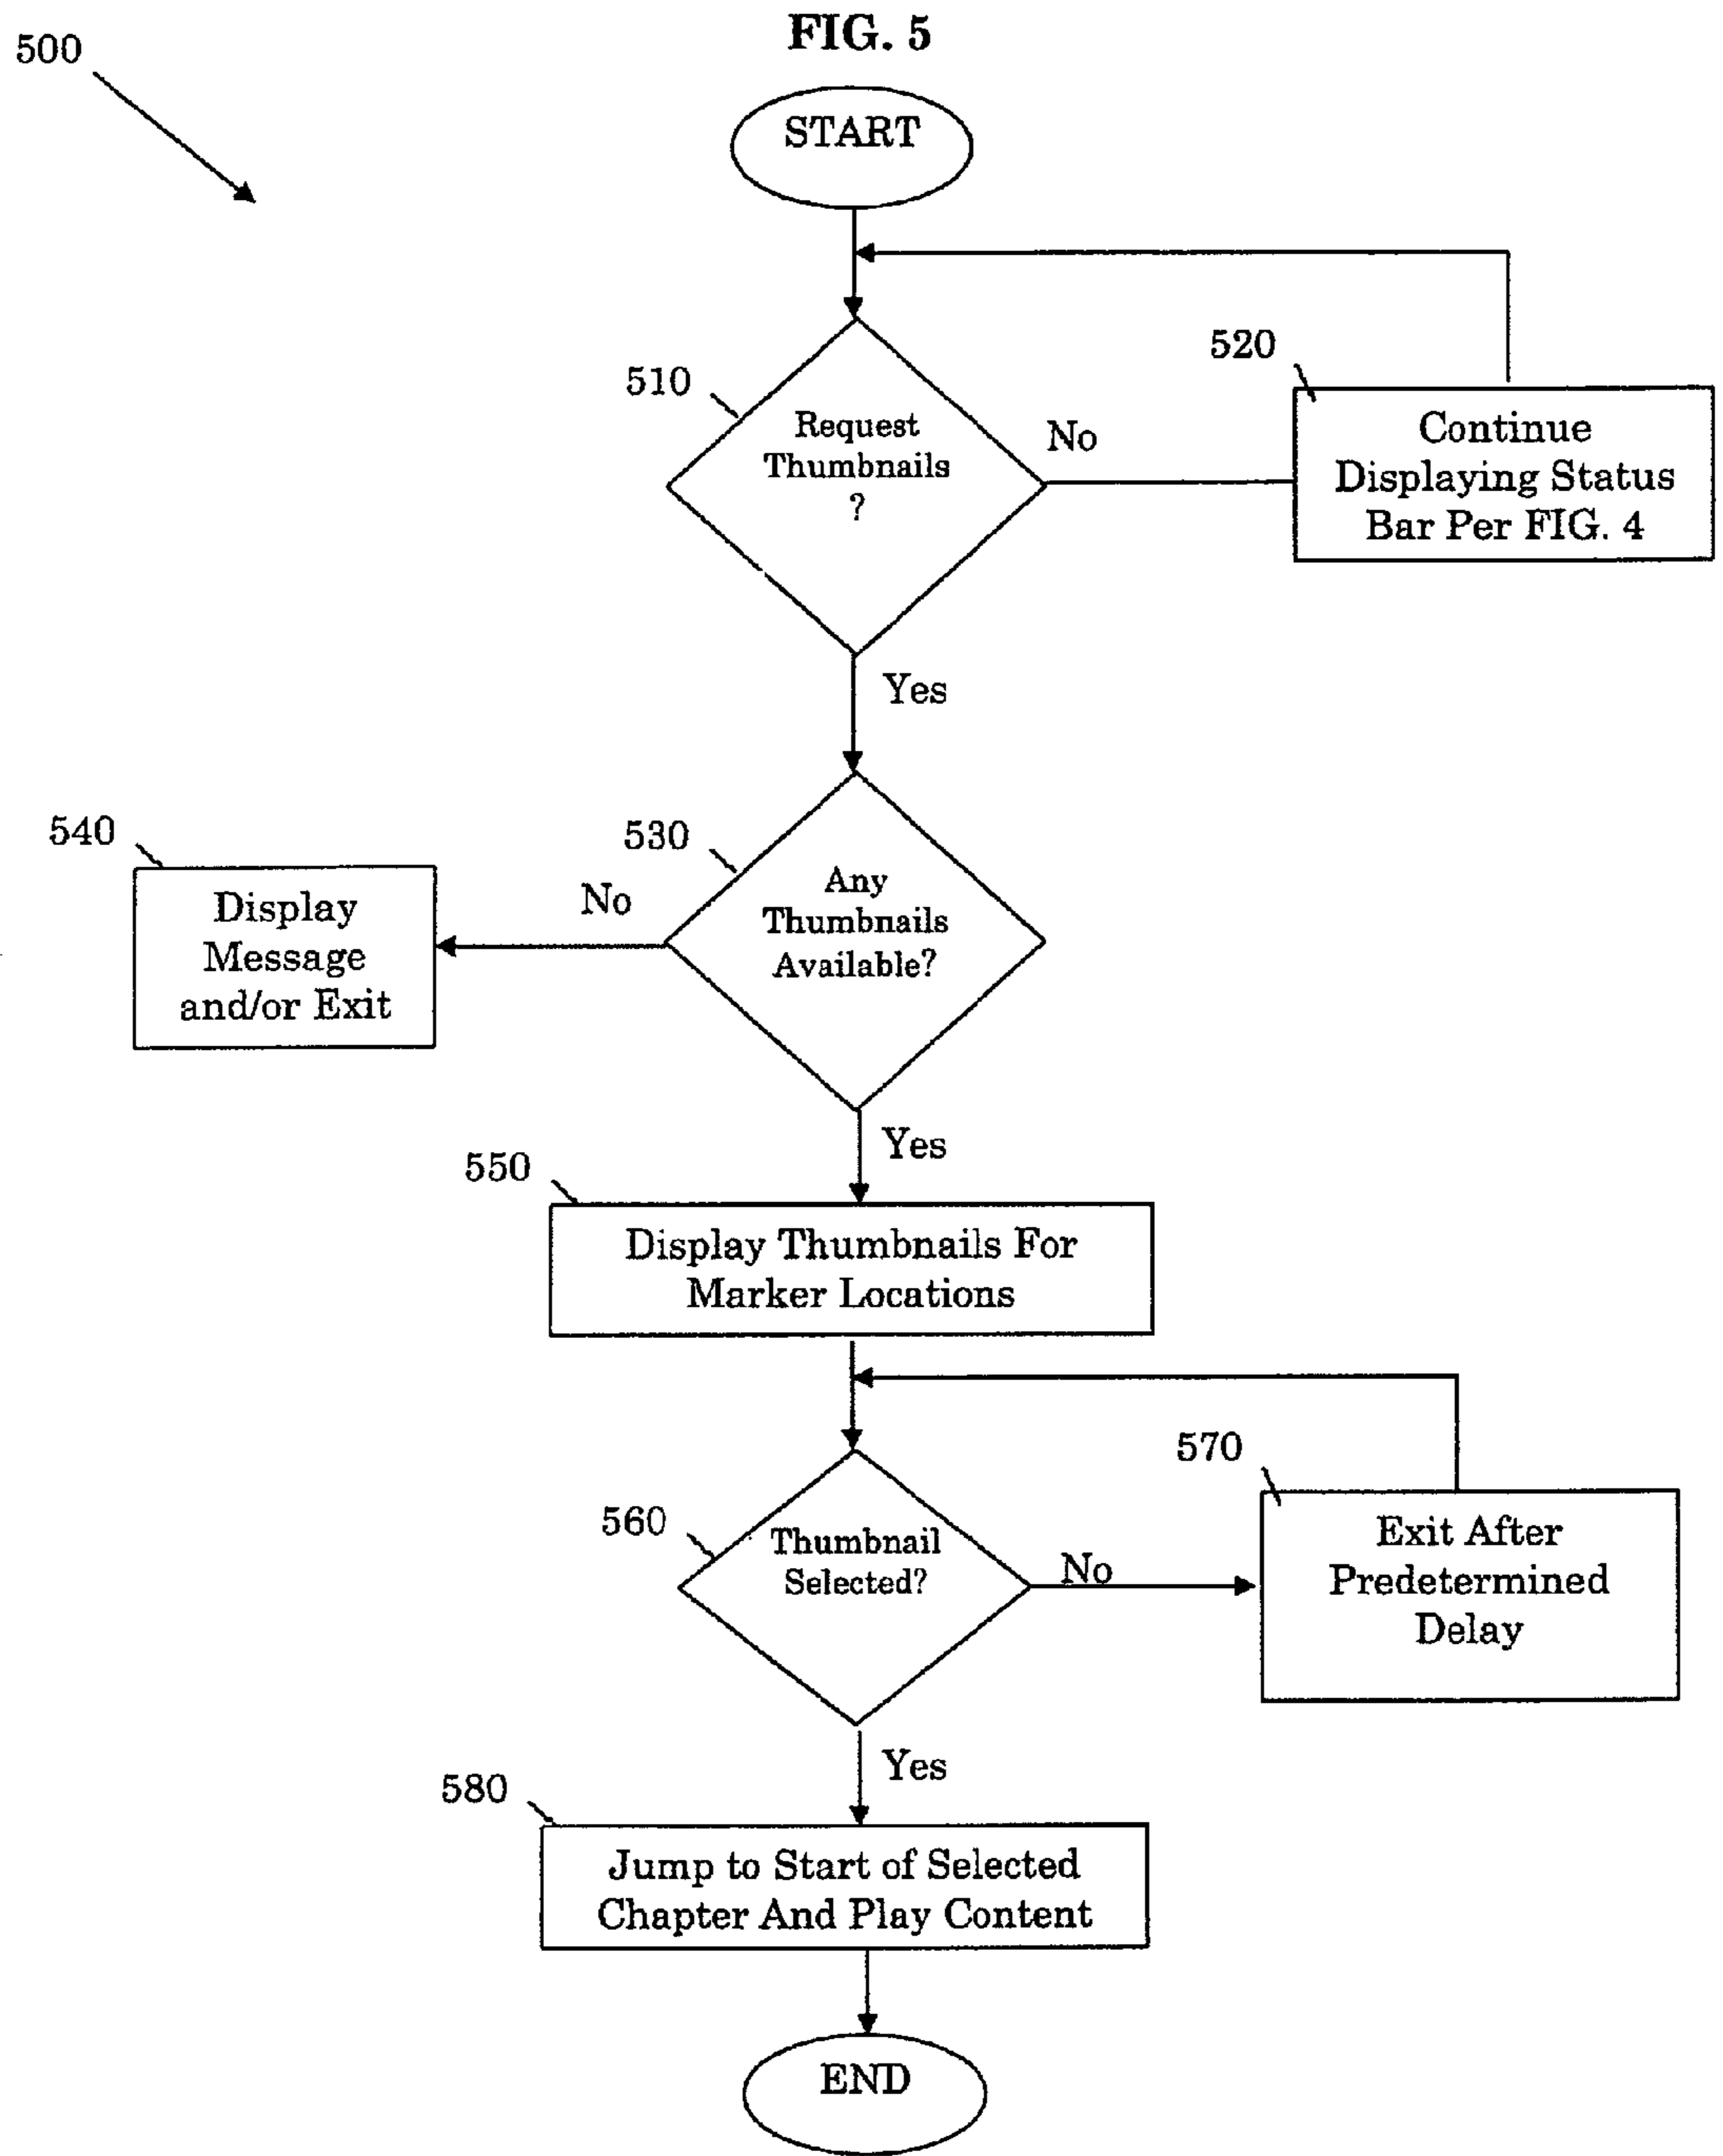 FIG. 5
500
START
510
Request
Thumbnails
?
No
520
Continue
Displaying Status
Bar Per FIG. 4
Yes
530
Any
Thumbnails
Available?
No
540
Display
Message
and/or Exit
Yes
550
Display Thumbnails For
Marker Locations
560
Thumbnail
Selected?
No
570
Exit After
Predetermined
Delay
Yes
580
Jump to Start of Selected
Chapter And Play Content
END